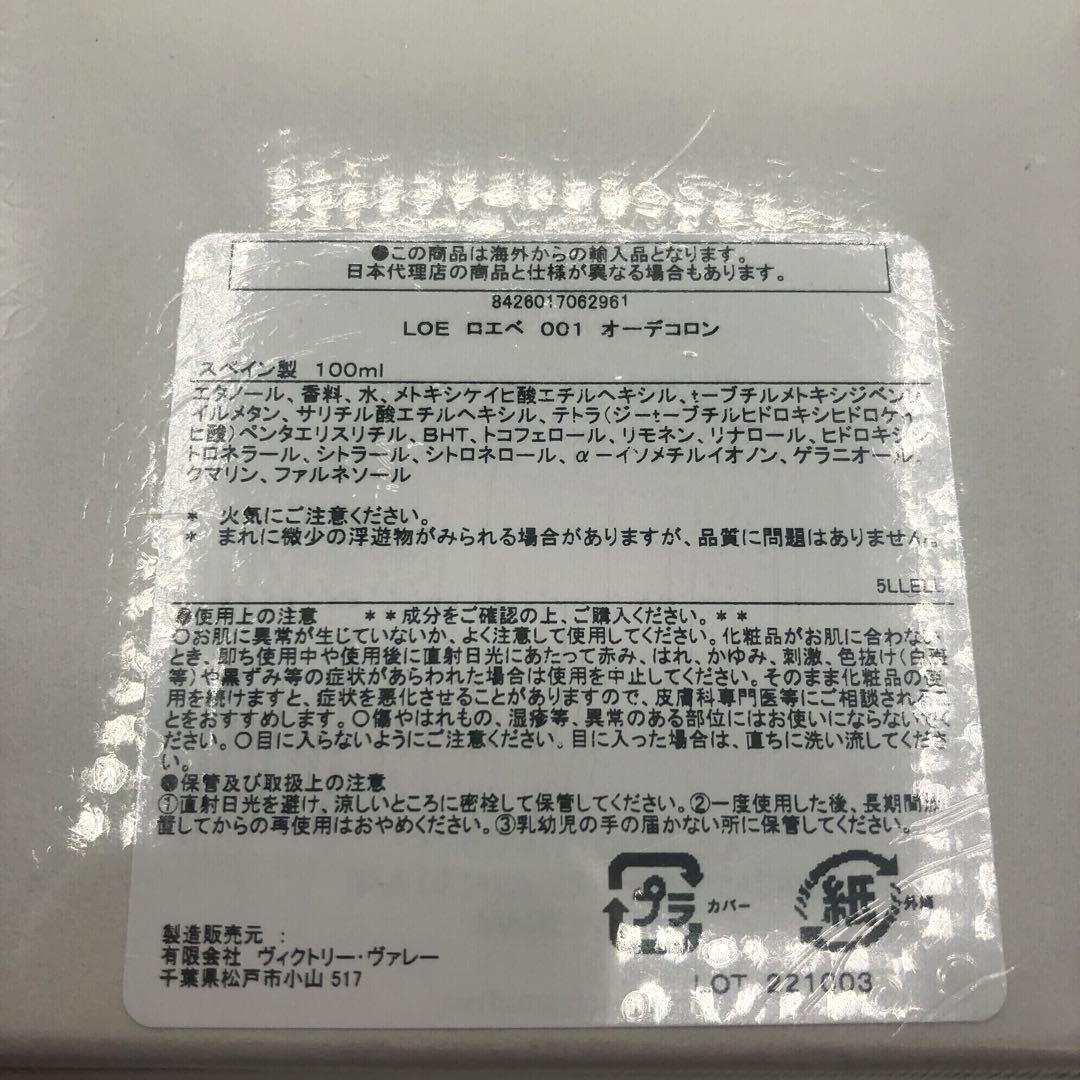 ●この商品は海外からの輸入品となります。
日本代理店の商品と仕様が異なる場合もあります。
8426017062961
LOE ロエベ 001 オーデコロン
スペイン製 100ml
エタノール、香料、水、メトキシケイヒ酸エチルヘキシル、t-ブチルメトキシジベンゾ
イルメタン、サリチル酸エチルヘキシル、テトラ(ジーtーブチルヒドロキシヒドロケイ
ヒ酸)ペンタエリスリチル、BHT、トコフェロール、リモネン、リナロール、ヒドロキシシ
トロネラール、シトラール、シトロネロール、αーイソメチルイオノン、ゲラニオール、
クマリン、ファルネソール
* 火気にご注意ください。
* まれに微少の浮遊物がみられる場合がありますが、品質に問題はありません。
●使用上の注意 **成分をご確認の上、ご購入ください。**
○お肌に異常が生じていないか、よく注意して使用してください。化粧品がお肌に合わない
とき、即ち使用中や使用後に直射日光にあたって赤み、はれ、かゆみ、刺激、色抜け(白斑
等)や黒ずみ等の症状があらわれた場合は使用を中止してください。そのまま化粧品の使
用を続けますと、症状を悪化させることがありますので、皮膚科専門医等にご相談されるこ
とをおすすめします。○傷やはれもの、湿疹等、異常のある部位にはお使いにならないでく
ださい。○目に入らないようにご注意ください。目に入った場合は、直ちに洗い流してくださ
い。
●保管及び取扱上の注意
①直射日光を避け、涼しいところに密栓して保管してください。②一度使用した後、長期間放
置してからの再使用はおやめください。③乳幼児の手の届かない所に保管してください。
プラ カバー 紙 外箱
製造販売元 :
有限会社 ヴィクトリー・ヴァレー
千葉県松戸市小山 517
LOT 221003